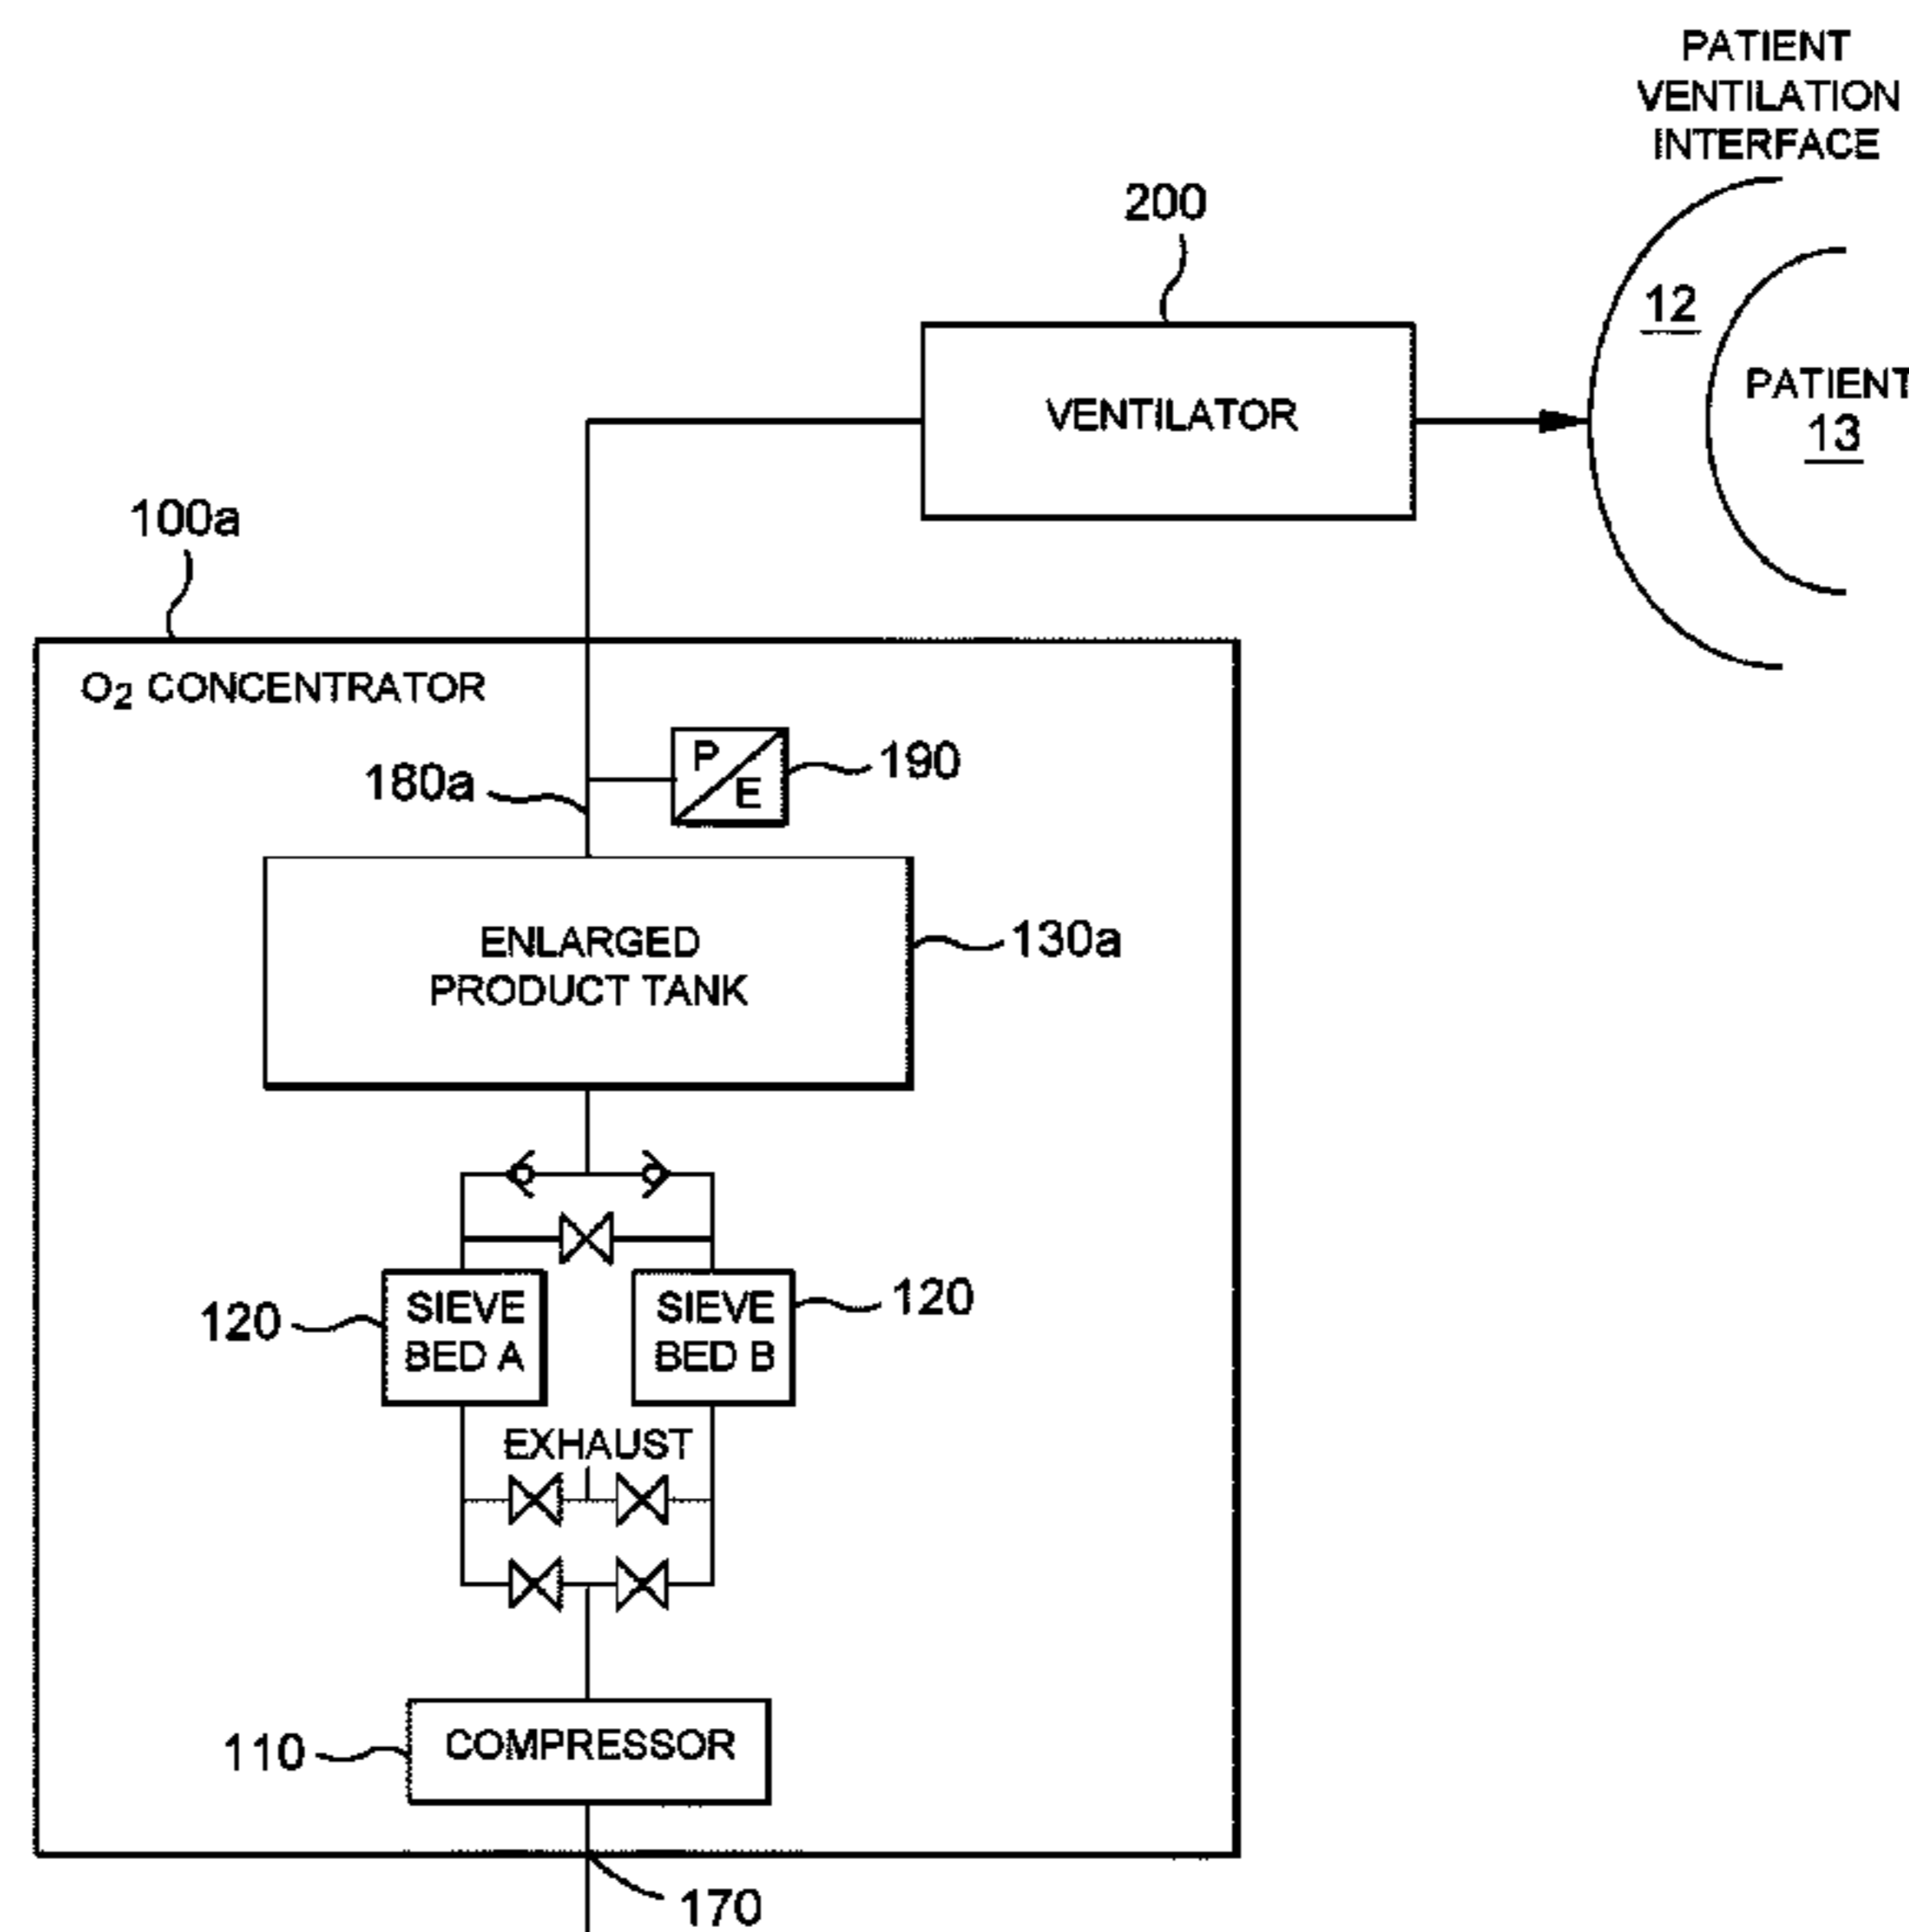 PATIENT
VENTILATION
INTERFACE
200
12
VENTILATOR
PATIENT
13
100a
O₂ CONCENTRATOR
P
E
190
180a
ENLARGED
PRODUCT TANK
130a
120
SIEVE
BED A
SIEVE
BED B
120
EXHAUST
110
COMPRESSOR
170